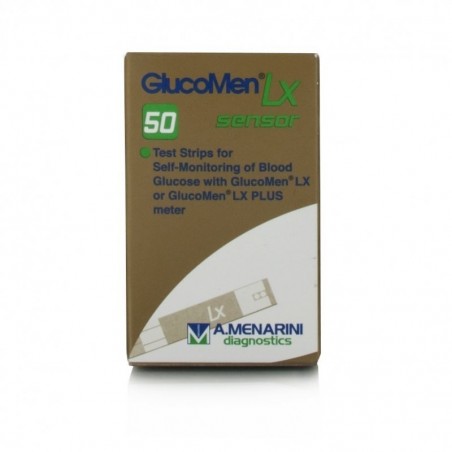 GlucoMen® LX
50 sensor
Test Strips for
Self-Monitoring of Blood
Glucose with GlucoMen® LX
or GlucoMen® LX PLUS
meter
LX
A.MENARINI
diagnostics